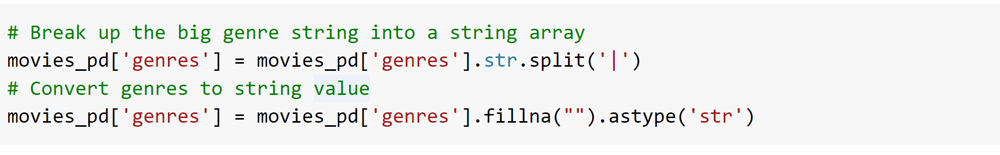 # Break up the big genre string into a string array
movies_pd['genres'] = movies_pd['genres'].str.split('|')
# Convert genres to string value
movies_pd['genres'] = movies_pd['genres'].fillna("").astype('str')